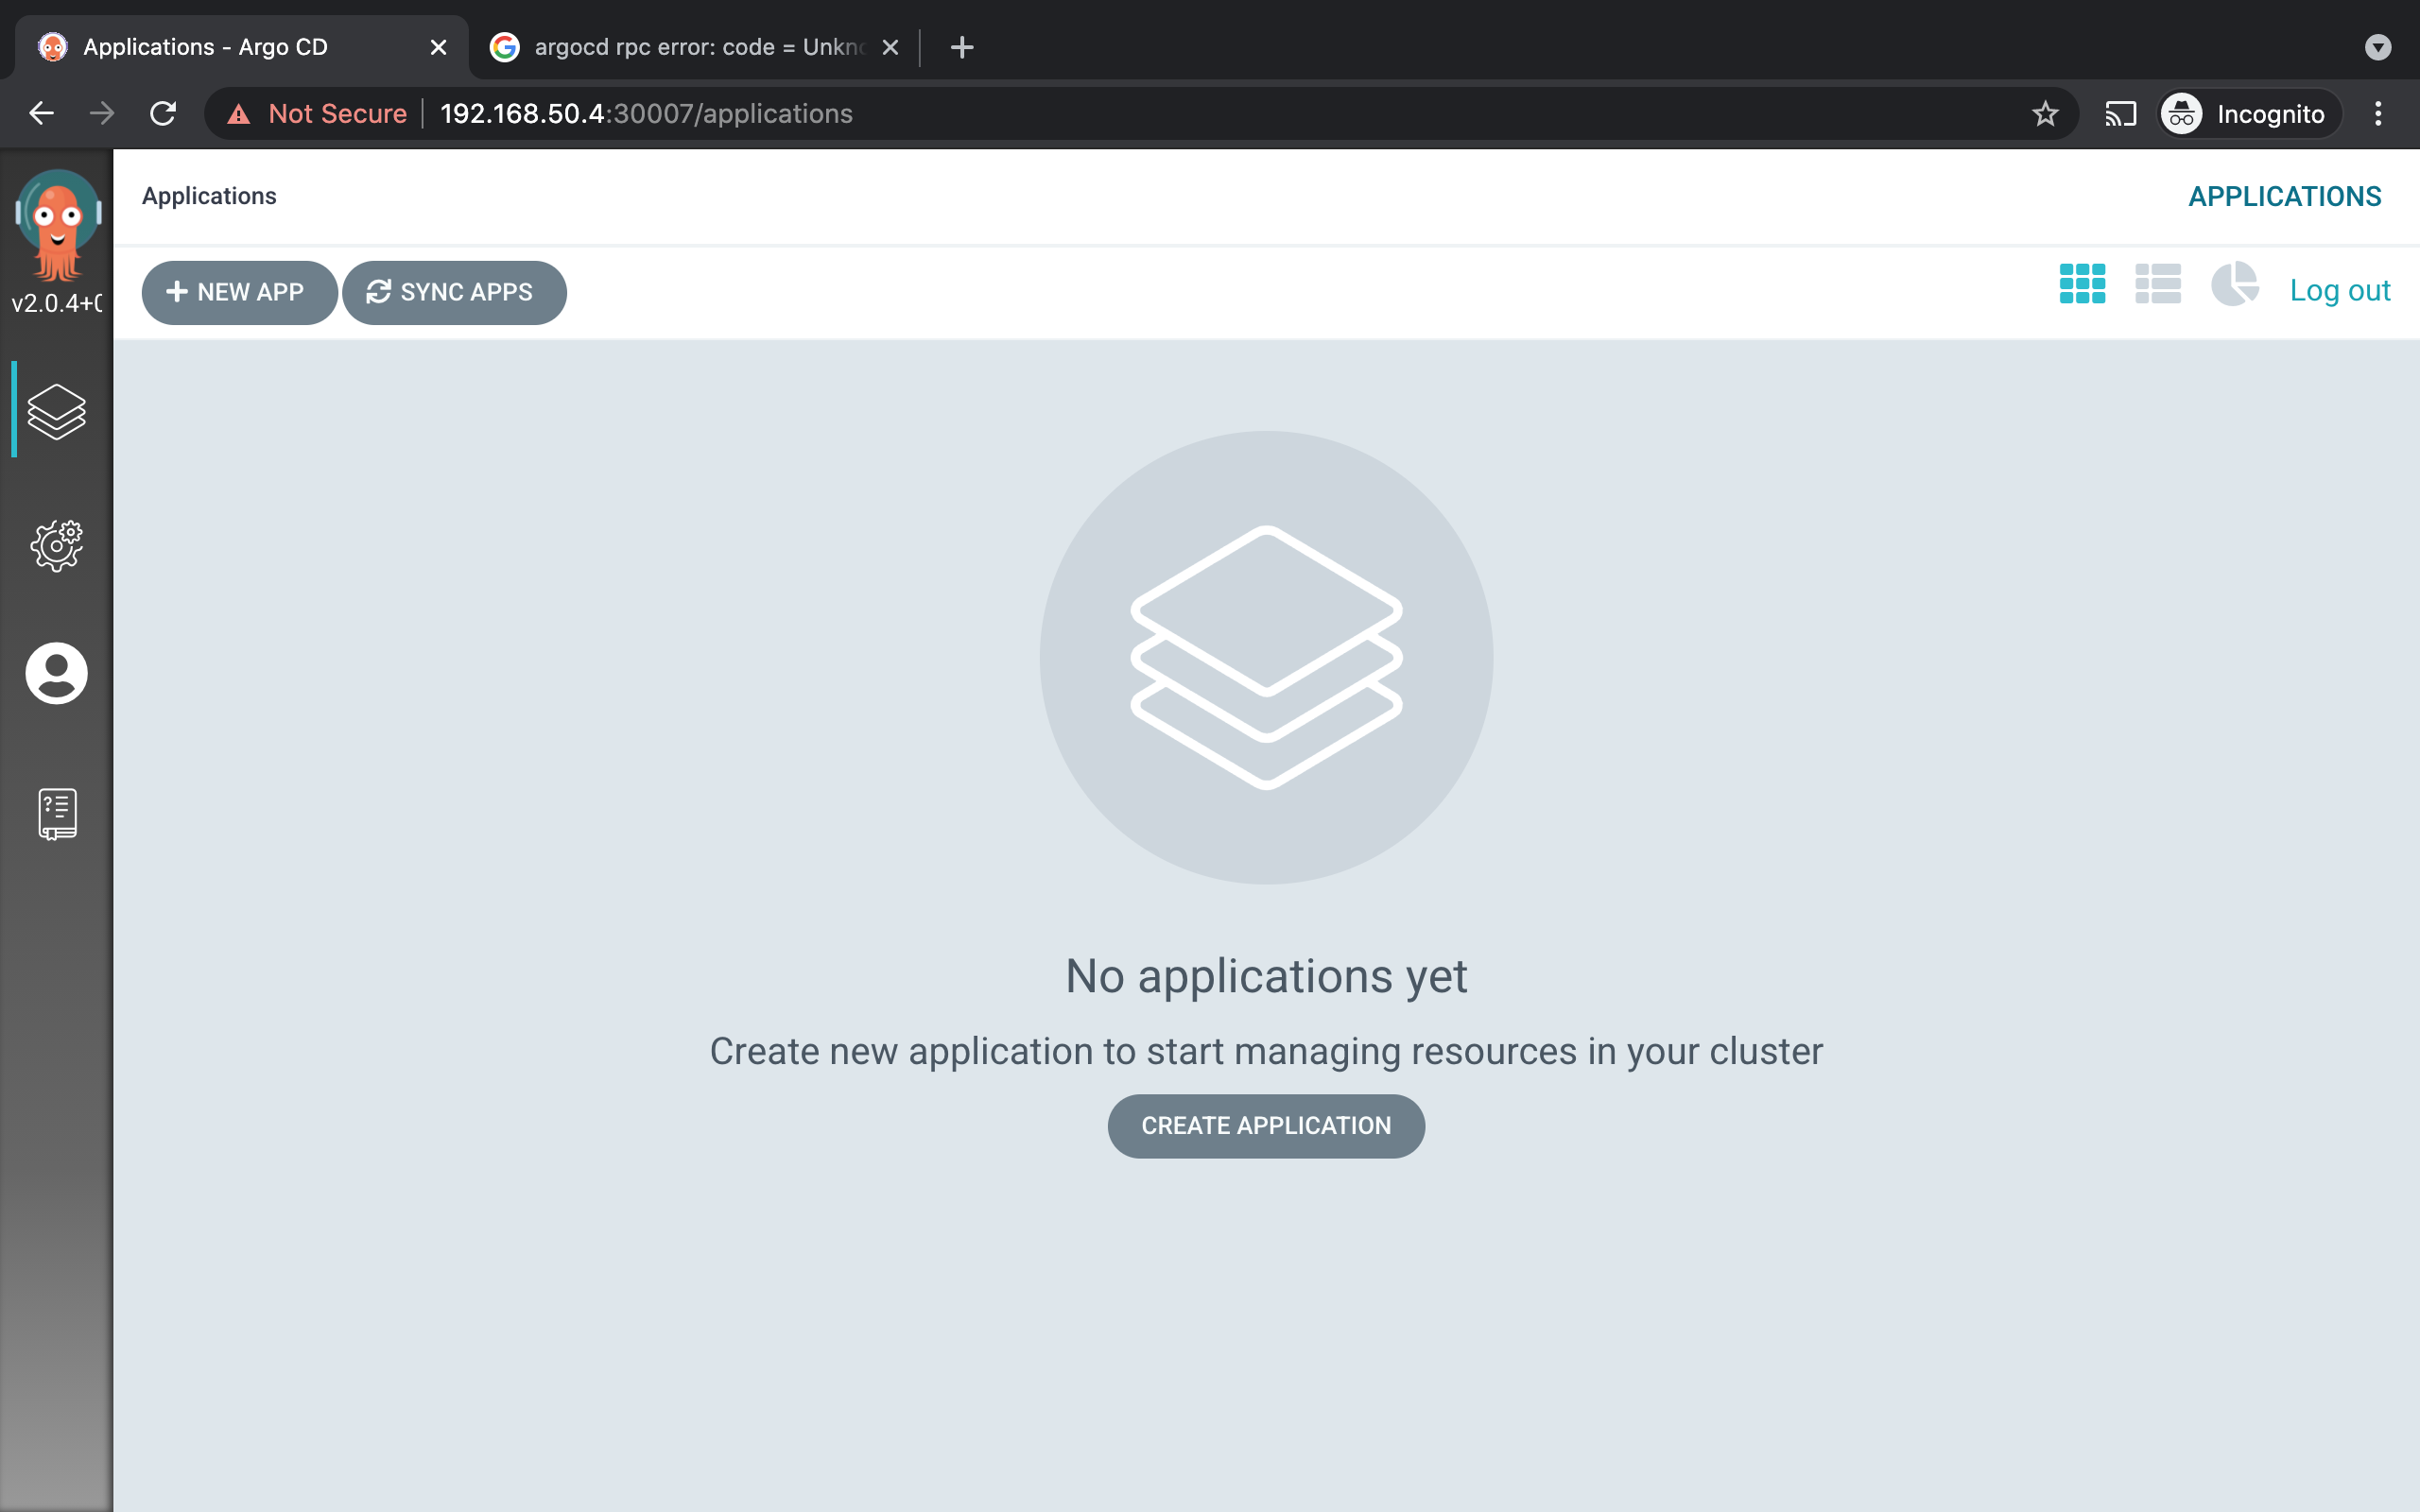 Applications - Argo CD
argocd rpc error: code = Unkn
Not Secure 192.168.50.4:30007/applications
Incognito
Applications
APPLICATIONS
v2.0.4+
NEW APP
SYNC APPS
Log out
No applications yet
Create new application to start managing resources in your cluster
CREATE APPLICATION